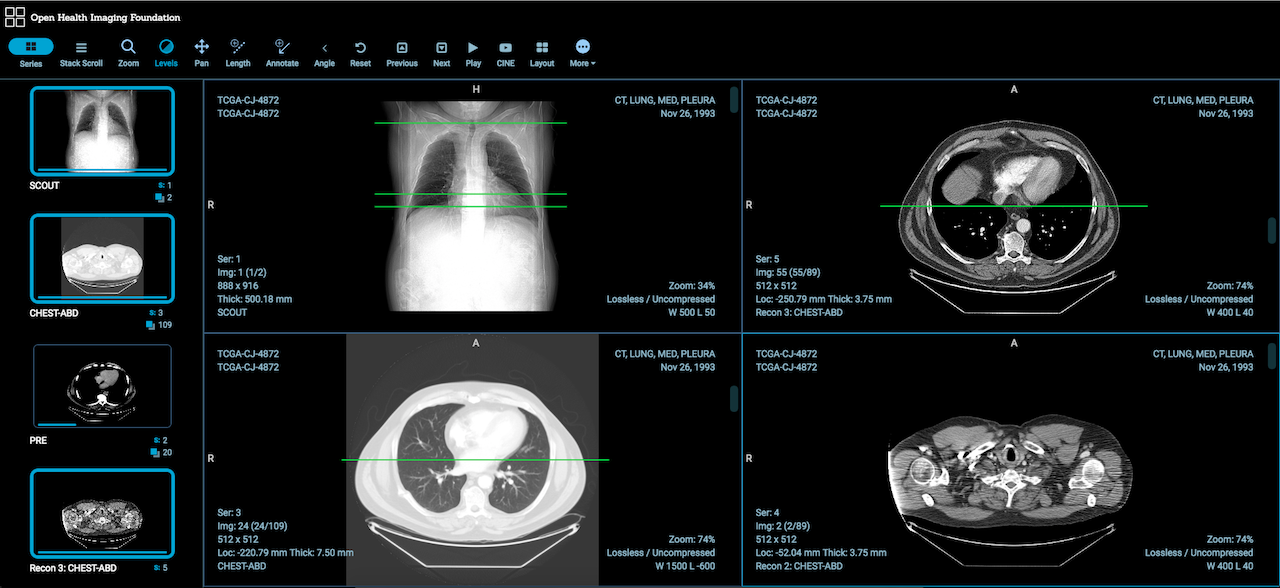 Open Health Imaging Foundation
Series Stack Scroll Zoom Levels Pan Length Annotate Angle Reset Previous Next Play CINE Layout More
SCOUT
S: 1
2
CHEST-ABD
S: 3
109
PRE
S: 2
20
Recon 3: CHEST-ABD
S: 5
H
TCGA-CJ-4872
TCGA-CJ-4872
CT, LUNG, MED, PLEURA
Nov 26, 1993
R
Ser: 1
Img: 1 (1/2)
888 x 916
Thick: 500.18 mm
SCOUT
Zoom: 34%
Lossless / Uncompressed
W 500 L 50
A
TCGA-CJ-4872
TCGA-CJ-4872
CT, LUNG, MED, PLEURA
Nov 26, 1993
R
Ser: 5
Img: 55 (55/89)
512 x 512
Loc: -250.79 mm Thick: 3.75 mm
Recon 3: CHEST-ABD
Zoom: 74%
Lossless / Uncompressed
W 400 L 40
A
TCGA-CJ-4872
TCGA-CJ-4872
CT, LUNG, MED, PLEURA
Nov 26, 1993
R
Ser: 3
Img: 24 (24/109)
512 x 512
Loc: -220.79 mm Thick: 7.50 mm
CHEST-ABD
Zoom: 74%
Lossless / Uncompressed
W 1500 L -600
A
TCGA-CJ-4872
TCGA-CJ-4872
CT, LUNG, MED, PLEURA
Nov 26, 1993
R
Ser: 4
Img: 2 (2/89)
512 x 512
Loc: -52.04 mm Thick: 3.75 mm
Recon 2: CHEST-ABD
Zoom: 74%
Lossless / Uncompressed
W 400 L 40